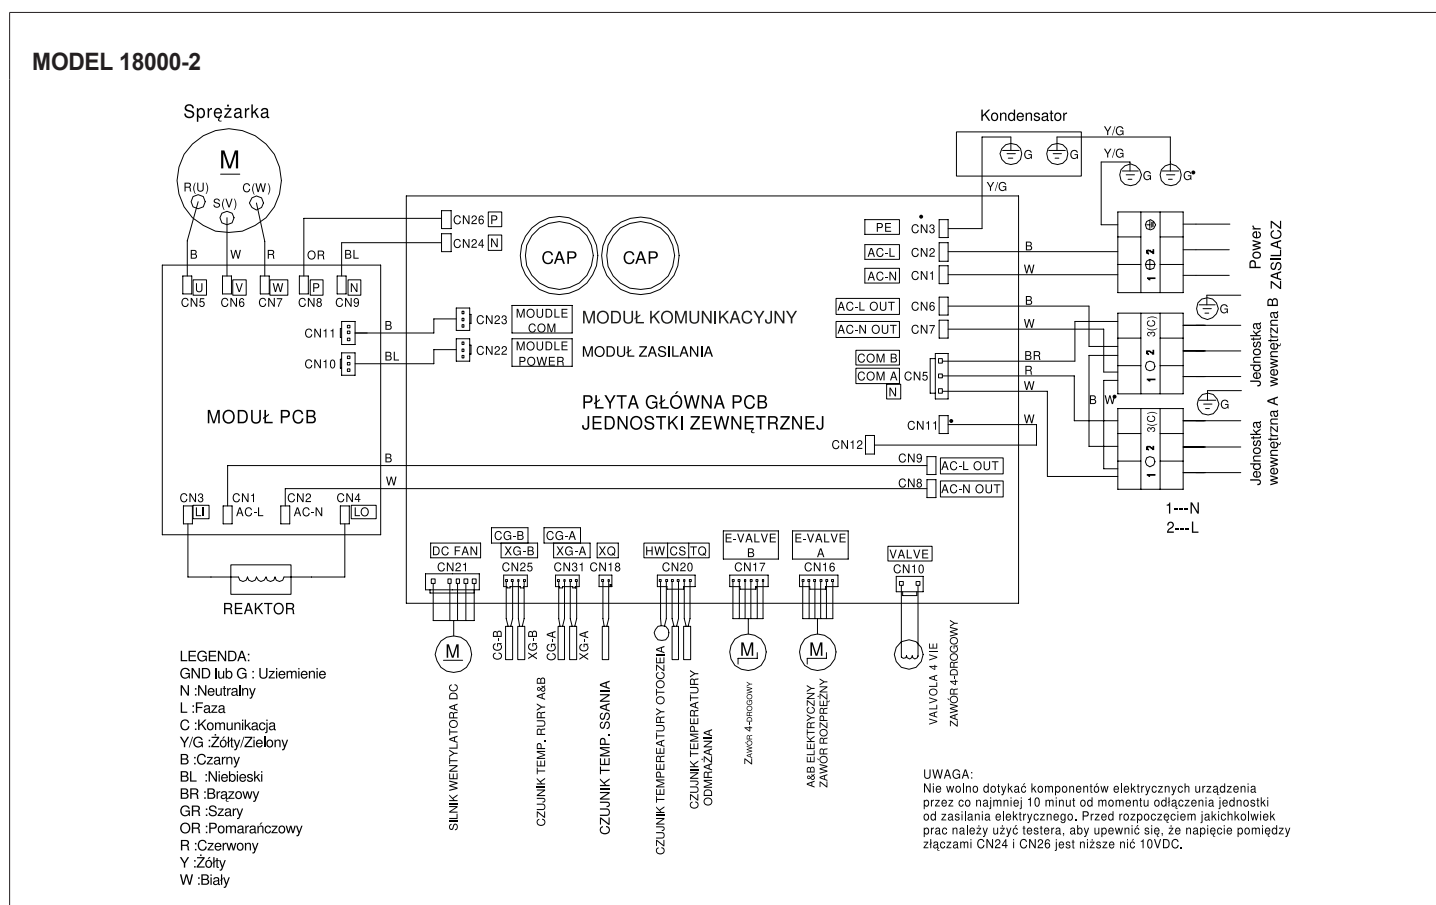 MODEL 18000-2
Sprężarka
M
R(U)
S(V)
C(W)
B
W
R
OR
BL
U
V
W
P
N
CN5
CN6
CN7
CN8
CN9
CN11
CN10
B
BL
MODUŁ PCB
CN3
LI
CN1
AC-L
CN2
AC-N
CN4
LO
REAKTOR
CN26 P
CN24 N
CAP
CAP
CN23
MOUDLE
COM
MODUŁ KOMUNIKACYJNY
CN22
MOUDLE
POWER
MODUŁ ZASILANIA
PŁYTA GŁÓWNA PCB
JEDNOSTKI ZEWNĘTRZNEJ
B
W
Kondensator
G
G
Y/G
Y/G
Y/G
G
G
PE CN3
AC-L CN2
AC-N CN1
AC-L OUT CN6
AC-N OUT CN7
COM B
COM A CN5
N
CN11
CN12
CN9
AC-L OUT
CN8
AC-N OUT
B
W
B
W
BR
R
W
W
B
W
1
2
Power
ZASILACZ
G
1
2
3(C)
Jednostka
wewnętrzna B
G
1
2
3(C)
Jednostka
wewnętrzna A
1---N
2---L
DC FAN
CN21
CG-B
XG-B
CN25
CG-A
XG-A
CN31
XQ
CN18
HW CS TQ
CN20
E-VALVE
B
CN17
E-VALVE
A
CN16
VALVE
CN10
M
CG-B
XG-B
CG-A
XG-A
M
M
SILNIK WENTYLATORA DC
CZUJNIK TEMP. RURY A&B
CZUJNIK TEMP. SSANIA
CZUJNIK TEMPEREATURY OTOCZEIA
CZUJNIK TEMPERATURY
ODMRAŻANIA
ZAWÓR 4-DROGOWY
A&B ELEKTRYCZNY
ZAWÓR ROZPRĘŻNY
VALVOLA 4 VIE
ZAWÓR 4-DROGOWY
LEGENDA:
GND lub G : Uziemienie
N :Neutralny
L :Faza
C :Komunikacja
Y/G :Żółty/Zielony
B :Czarny
BL :Niebieski
BR :Brązowy
GR :Szary
OR :Pomarańczowy
R :Czerwony
Y :Żółty
W :Biały
UWAGA:
Nie wolno dotykać komponentów elektrycznych urządzenia
przez co najmniej 10 minut od momentu odłączenia jednostki
od zasilania elektrycznego. Przed rozpoczęciem jakichkolwiek
prac należy użyć testera, aby upewnić się, że napięcie pomiędzy
złączami CN24 i CN26 jest niższe nić 10VDC.